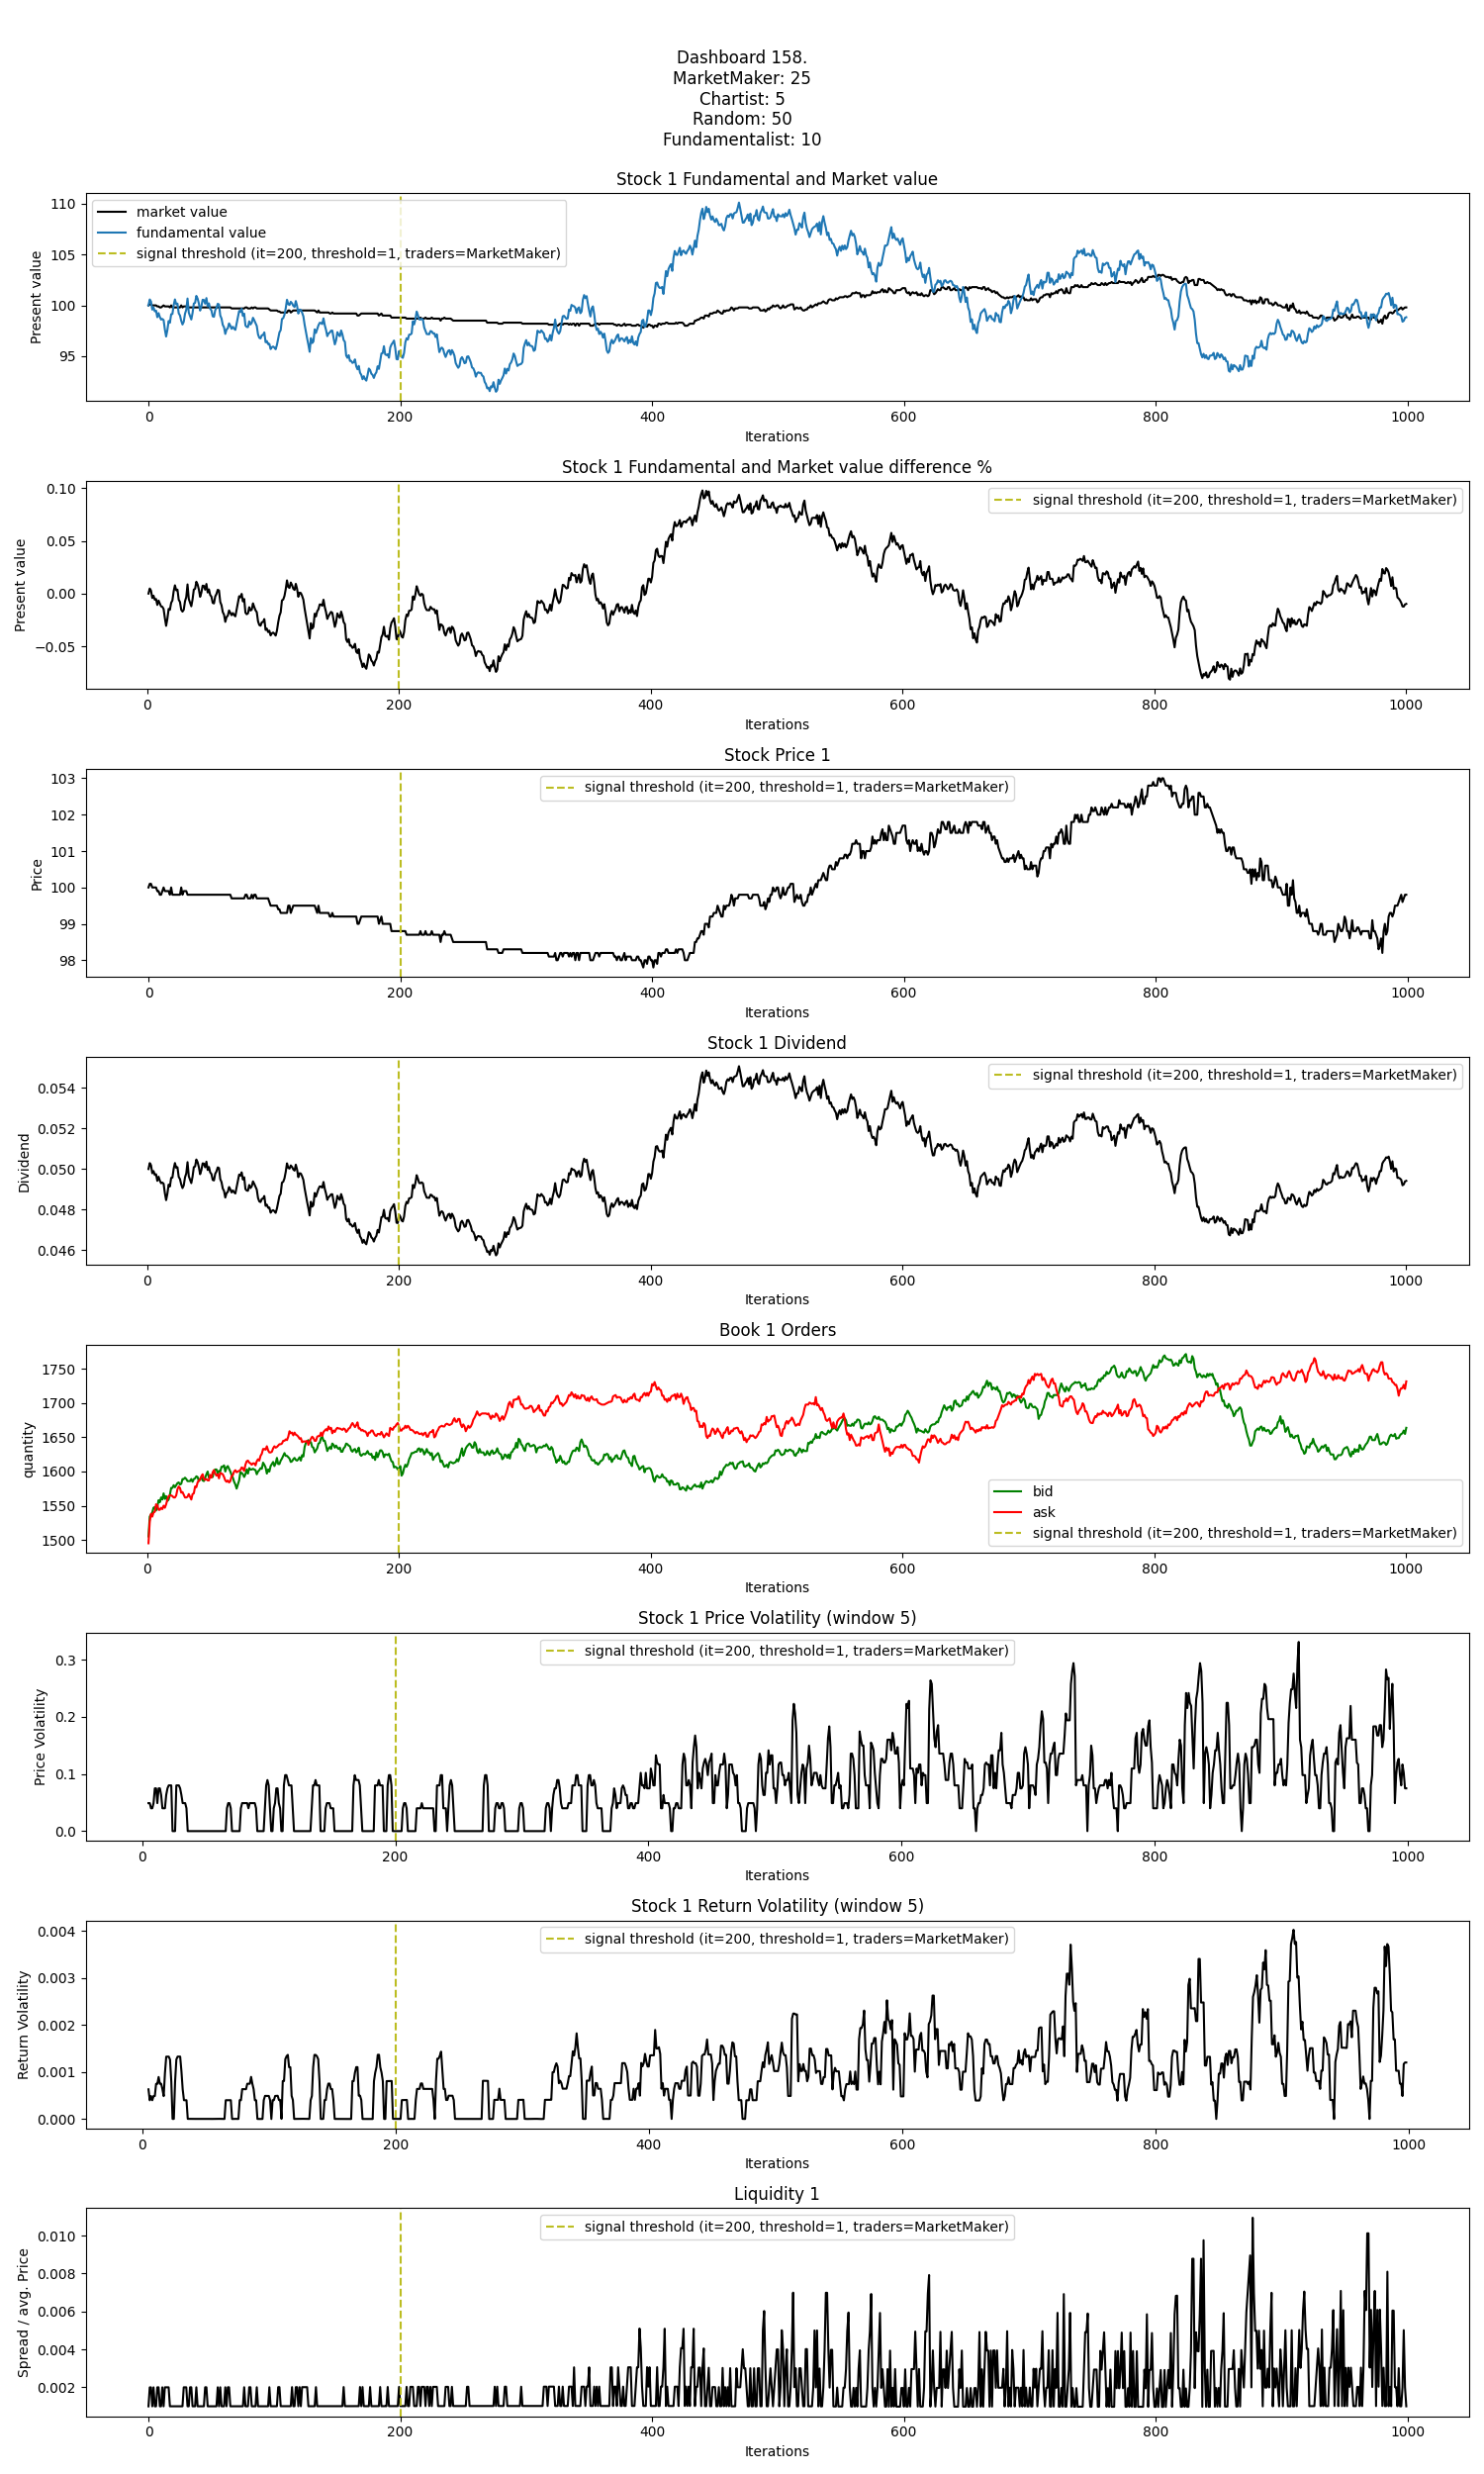 Dashboard 158.
MarketMaker: 25
Chartist: 5
Random: 50
Fundamentalist: 10
Stock 1 Fundamental and Market value
market value
fundamental value
signal threshold (it=200, threshold=1, traders=MarketMaker)
Present value
110
105
100
95
0 200 400 600 800 1000
Iterations
Stock 1 Fundamental and Market value difference %
signal threshold (it=200, threshold=1, traders=MarketMaker)
Present value
0.10
0.05
0.00
−0.05
0 200 400 600 800 1000
Iterations
Stock Price 1
signal threshold (it=200, threshold=1, traders=MarketMaker)
Price
103
102
101
100
99
98
0 200 400 600 800 1000
Iterations
Stock 1 Dividend
signal threshold (it=200, threshold=1, traders=MarketMaker)
Dividend
0.054
0.052
0.050
0.048
0.046
0 200 400 600 800 1000
Iterations
Book 1 Orders
quantity
1750
1700
1650
1600
1550
1500
bid
ask
signal threshold (it=200, threshold=1, traders=MarketMaker)
0 200 400 600 800 1000
Iterations
Stock 1 Price Volatility (window 5)
signal threshold (it=200, threshold=1, traders=MarketMaker)
Price Volatility
0.3
0.2
0.1
0.0
0 200 400 600 800 1000
Iterations
Stock 1 Return Volatility (window 5)
signal threshold (it=200, threshold=1, traders=MarketMaker)
Return Volatility
0.004
0.003
0.002
0.001
0.000
0 200 400 600 800 1000
Iterations
Liquidity 1
signal threshold (it=200, threshold=1, traders=MarketMaker)
Spread / avg. Price
0.010
0.008
0.006
0.004
0.002
0 200 400 600 800 1000
Iterations